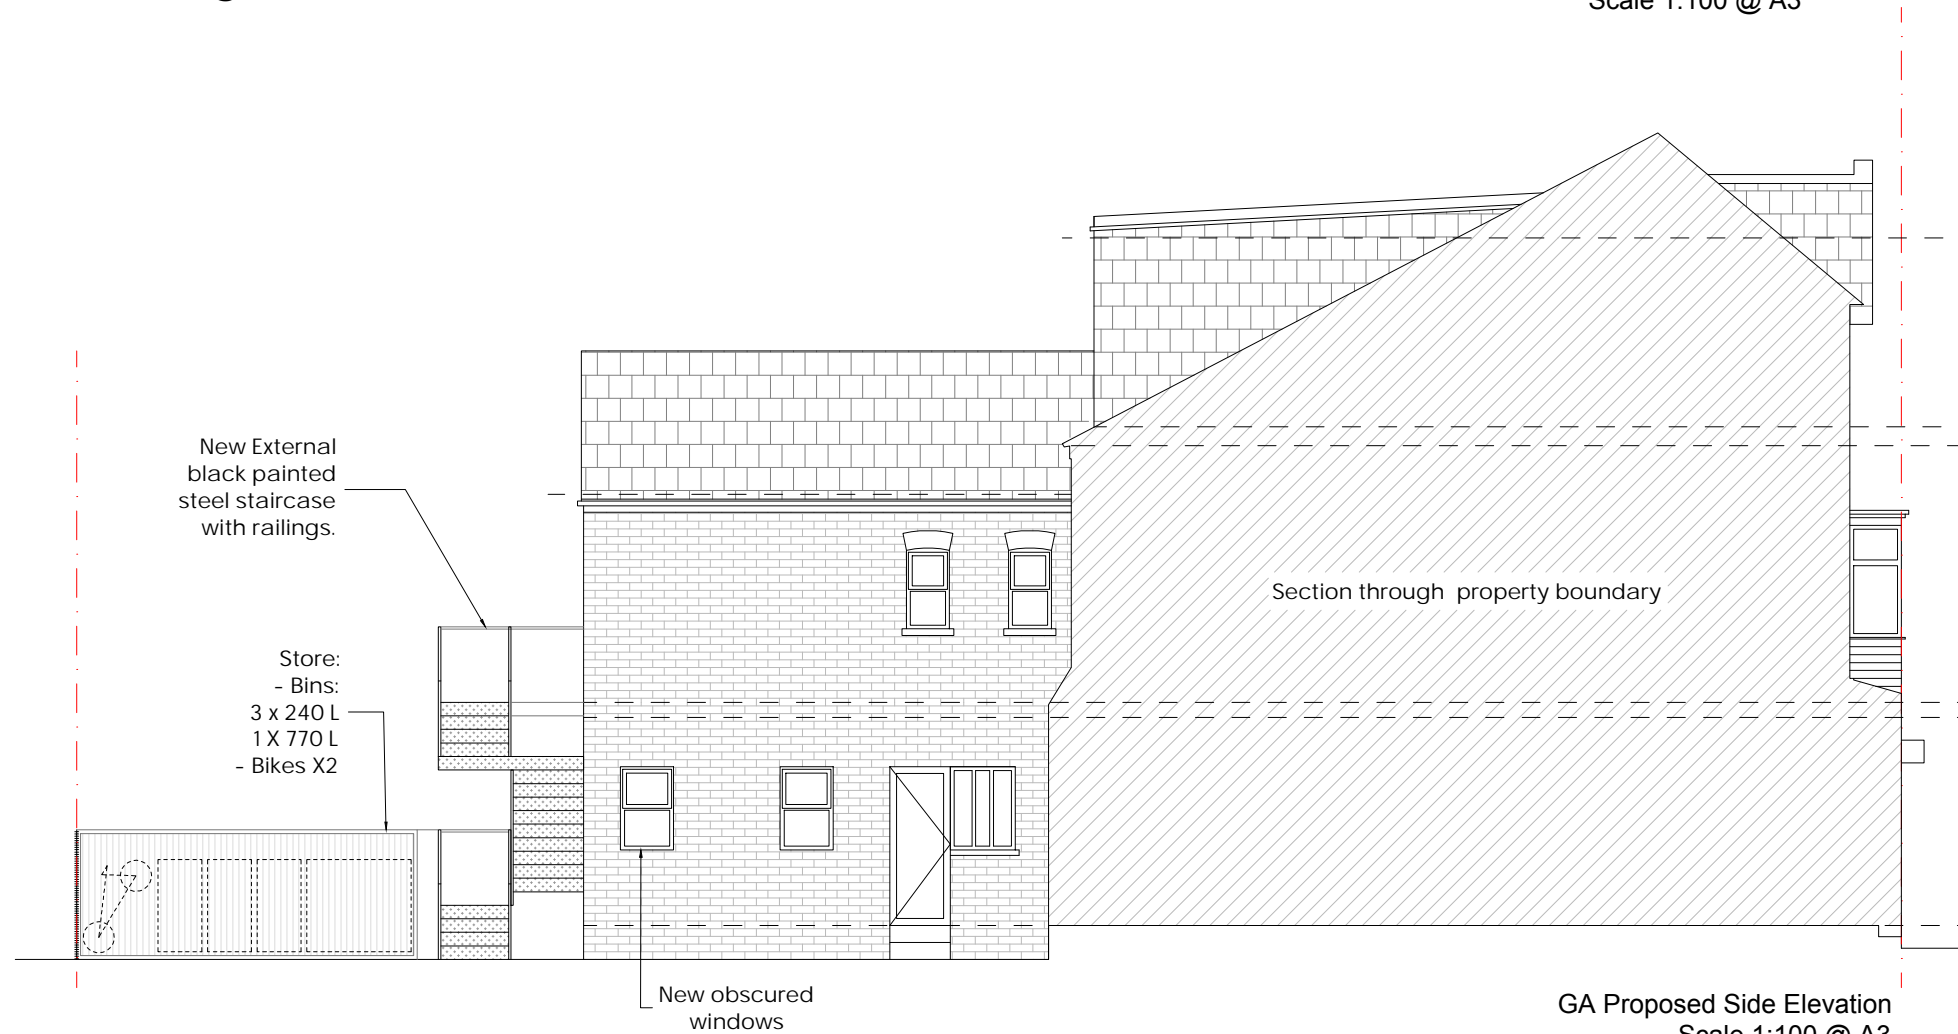 Scale 1:100 @ A3
New External
black painted
steel staircase
with railings.
Store:
- Bins:
3 x 240 L
1 X 770 L
- Bikes X2
Section through property boundary
New obscured
windows
GA Proposed Side Elevation
Scale 1:100 @ A3